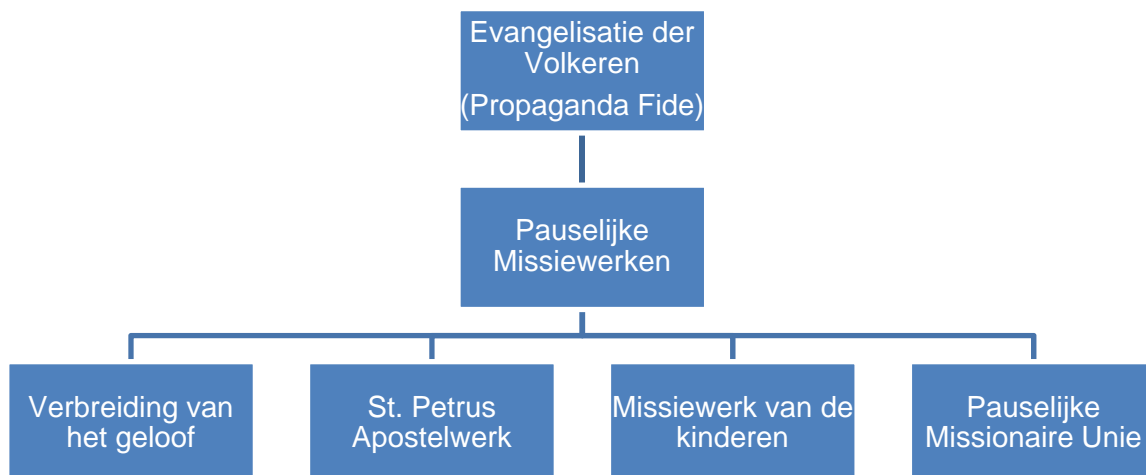 Evangelisatie der
Volkeren
(Propaganda Fide)
Pauselijke
Missiewerken
Verbreiding van
het geloof
St. Petrus
Apostelwerk
Missiewerk van de
kinderen
Pauselijke
Missionaire Unie